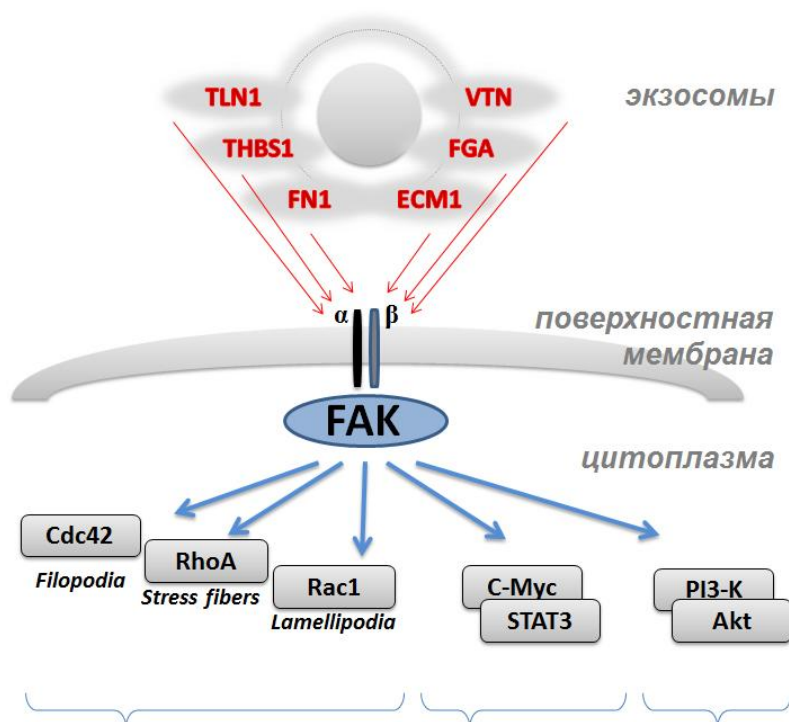 TLN1
VTN
экзосомы
THBS1
FGA
FN1
ECM1
α
β
поверхностная
мембрана
FAK
цитоплазма
Cdc42
Filopodia
RhoA
Stress fibers
Rac1
Lamellipodia
C-Myc
STAT3
PI3-K
Akt